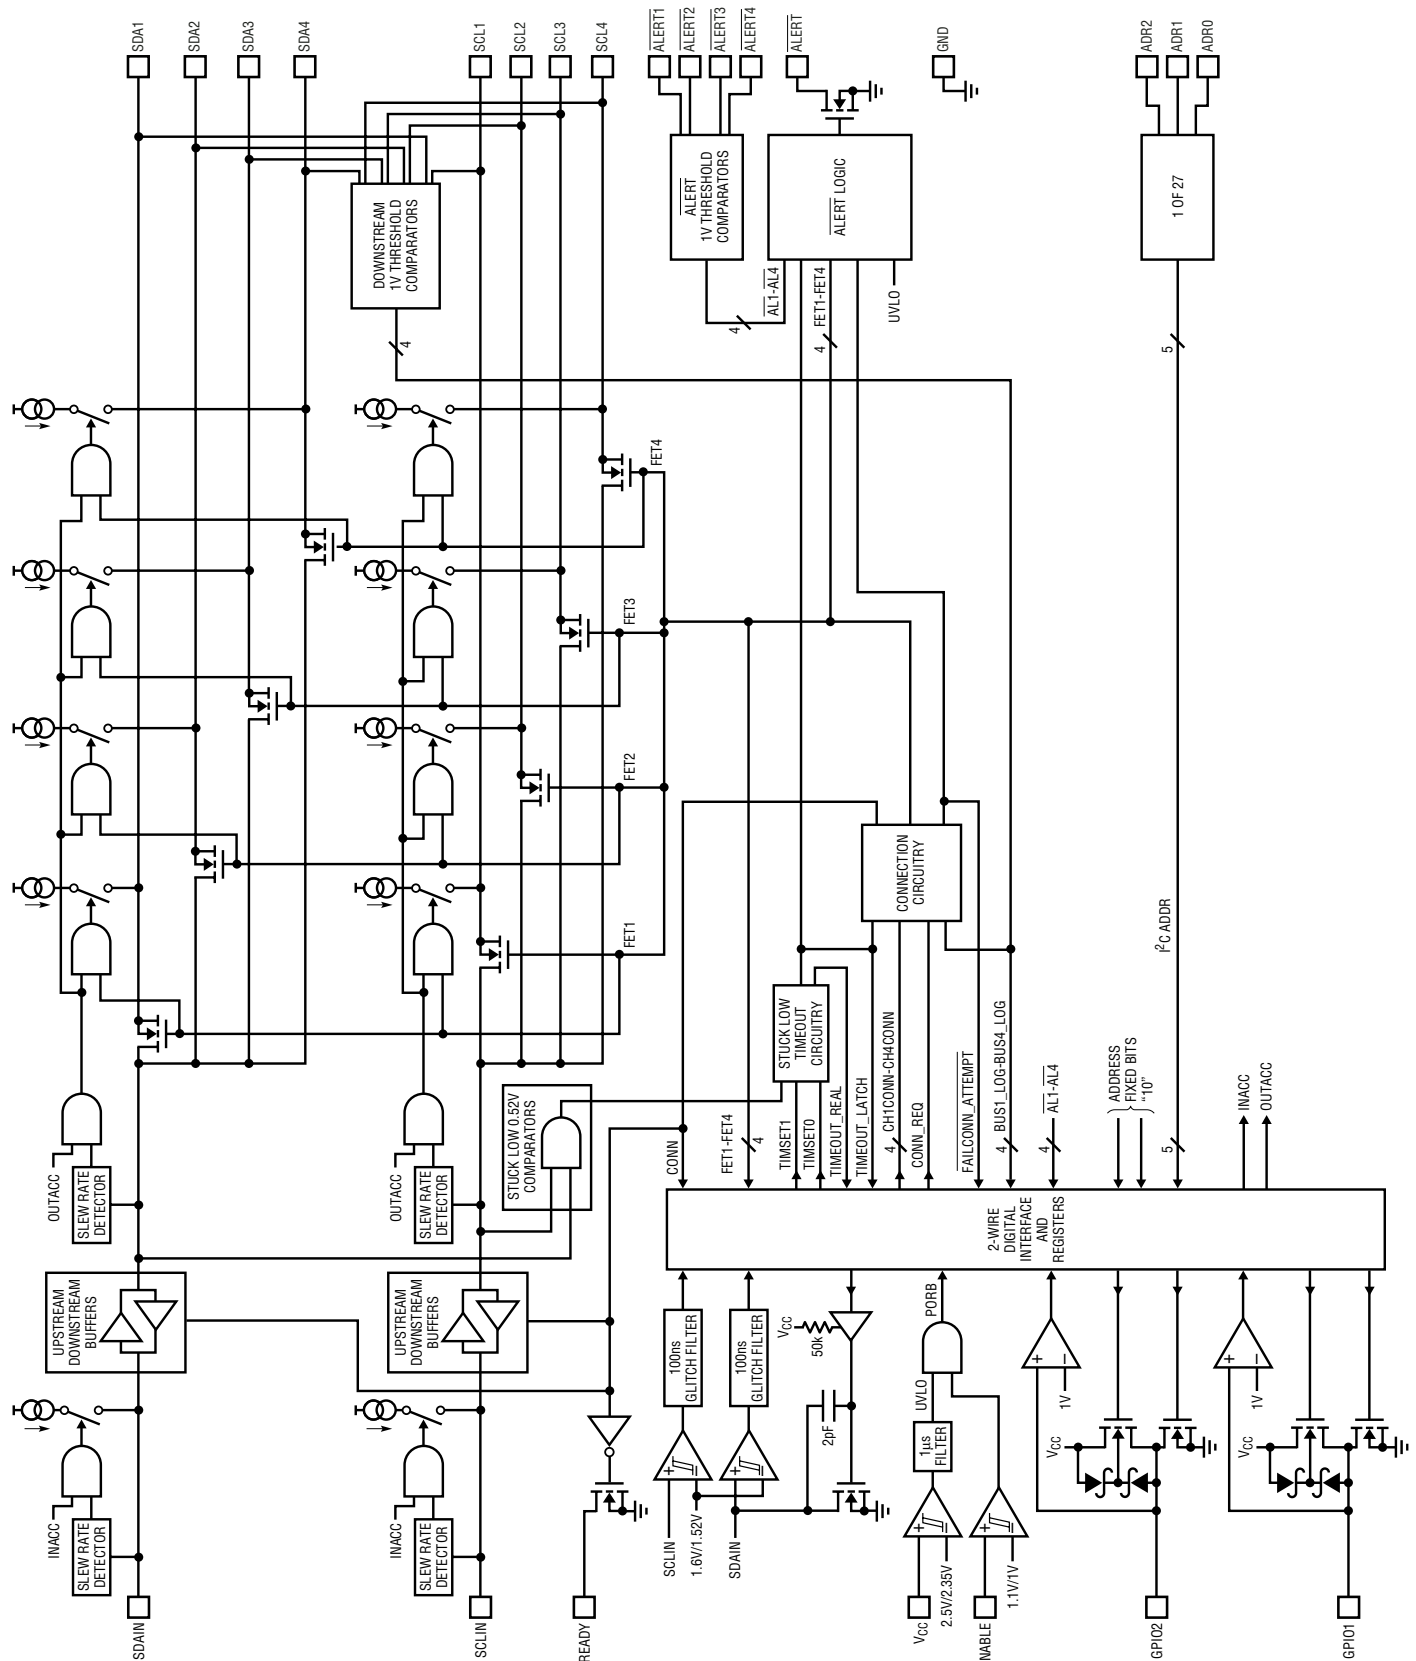 SDA1
SDA2
SDA3
SDA4
SCL1
SCL2
SCL3
SCL4
ALERT1
ALERT2
ALERT3
ALERT4
ALERT
GND
ADR2
ADR1
ADR0
DOWNSTREAM
1V THRESHOLD
COMPARATORS
4
ALERT
1V THRESHOLD
COMPARATORS
4
AL1-AL4
ALERT LOGIC
FET1-FET4
4
UVLO
1 OF 27
5
I2C ADDR
FET4
FET3
FET2
FET1
CONNECTION
CIRCUITRY
STUCK LOW
TIMEOUT
CIRCUITRY
OUTACC
SLEW RATE
DETECTOR
OUTACC
SLEW RATE
DETECTOR
STUCK LOW 0.52V
COMPARATORS
CONN
FET1-FET4
4
TIMSET1
TIMSET0
TIMEOUT_REAL
TIMEOUT_LATCH
CH1CONN-CH4CONN
4
CONN_REQ
FAILCONN_ATTEMPT
BUS1_LOG-BUS4_LOG
4
AL1-AL4
4
ADDRESS
FIXED BITS
“10”
5
INACC
OUTACC
2-WIRE
DIGITAL
INTERFACE
AND
REGISTERS
UPSTREAM
DOWNSTREAM
BUFFERS
UPSTREAM
DOWNSTREAM
BUFFERS
100ns
GLITCH FILTER
100ns
GLITCH FILTER
VCC
50k
2pF
PORB
UVLO
1µs
FILTER
+
–
1V
VCC
+
–
1V
VCC
INACC
SLEW RATE
DETECTOR
INACC
SLEW RATE
DETECTOR
+
SCLIN
1.6V/1.52V
+
SDAIN
+
VCC
2.5V/2.35V
+
1.1V/1V
SDAIN
SCLIN
READY
NABLE
GPIO2
GPIO1